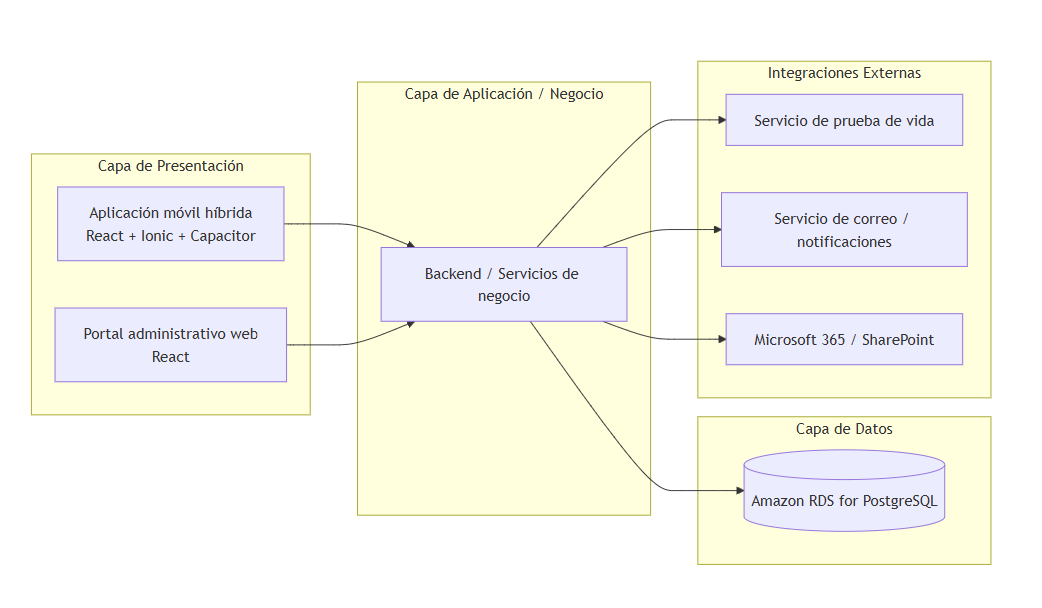 Capa de Presentación
Aplicación móvil híbrida
React + Ionic + Capacitor
Portal administrativo web
React
Capa de Aplicación / Negocio
Backend / Servicios de
negocio
Integraciones Externas
Servicio de prueba de vida
Servicio de correo /
notificaciones
Microsoft 365 / SharePoint
Capa de Datos
Amazon RDS for PostgreSQL